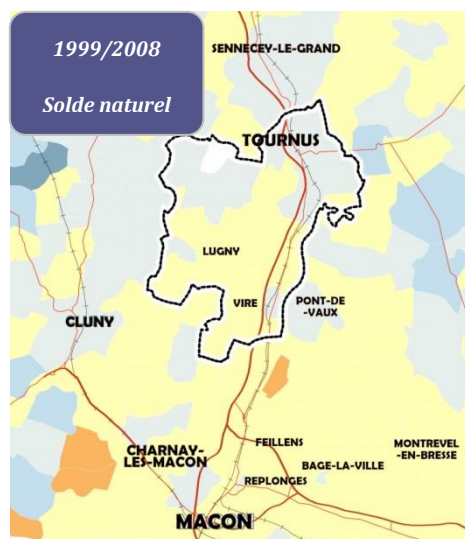 1999/2008
Solde naturel
SENNECEY-LE-GRAND
TOURNUS
LUGNY
VIRE
PONT-DE
-VAUX
CLUNY
CHARNAY-
LES-MACON
FEILLENS
MONTREVEL
-EN-BRESSE
BAGE-LA-VILLE
REPLONGES
MACON